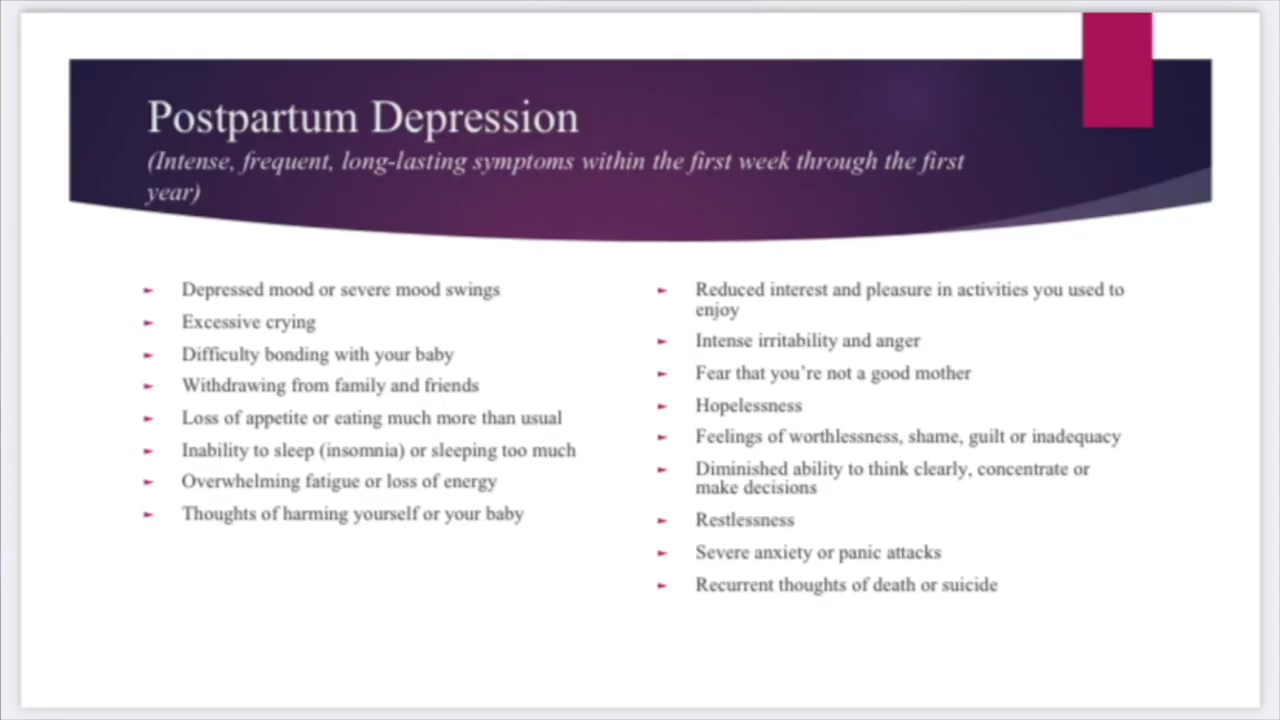 Postpartum Depression
(Intense, frequent, long-lasting symptoms within the first week through the first
year)
Depressed mood or severe mood swings
Excessive crying
Difficulty bonding with your baby
Withdrawing from family and friends
Loss of appetite or eating much more than usual
Inability to sleep (insomnia) or sleeping too much
Overwhelming fatigue or loss of energy
Thoughts of harming yourself or your baby
Reduced interest and pleasure in activities you used to
enjoy
Intense irritability and anger
Fear that you’re not a good mother
Hopelessness
Feelings of worthlessness, shame, guilt or inadequacy
Diminished ability to think clearly, concentrate or
make decisions
Restlessness
Severe anxiety or panic attacks
Recurrent thoughts of death or suicide